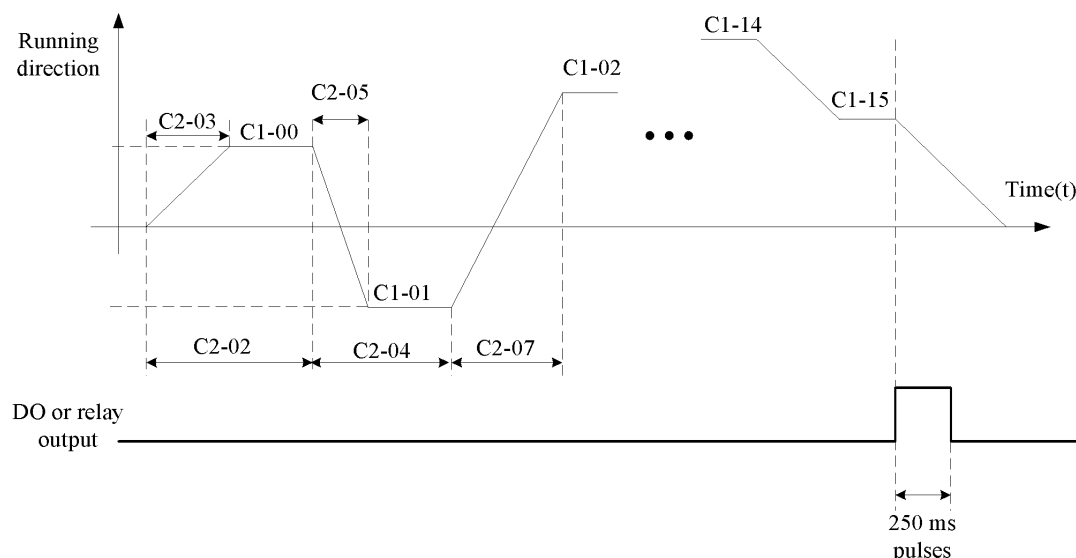 C1-14
Running
direction
C1-02
C2-05
C1-15
C2-03
C1-00
Time(t)
C1-01
C2-02
C2-04
C2-07
DO or relay
output
250 ms
pulses